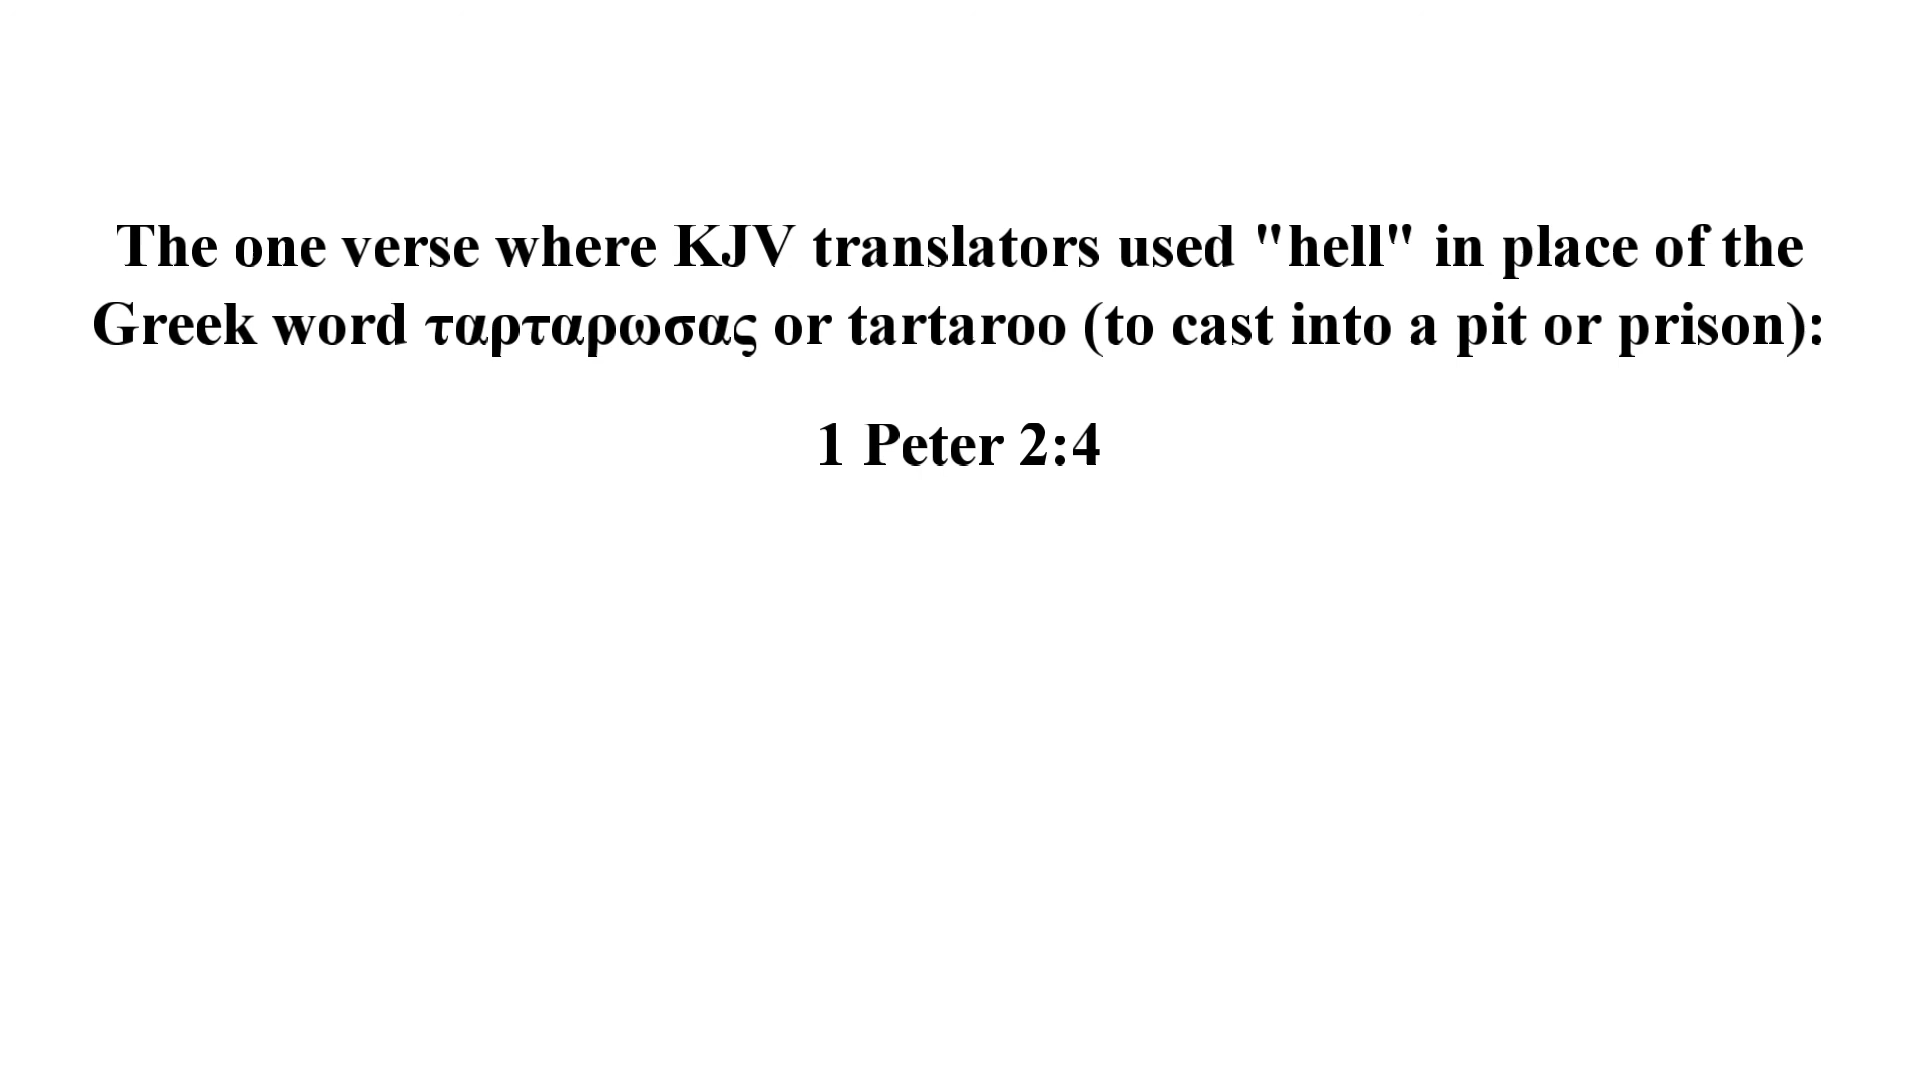 The one verse where KJV translators used "hell" in place of the
Greek word ταρταρωσας or tartaroo (to cast into a pit or prison):
1 Peter 2:4